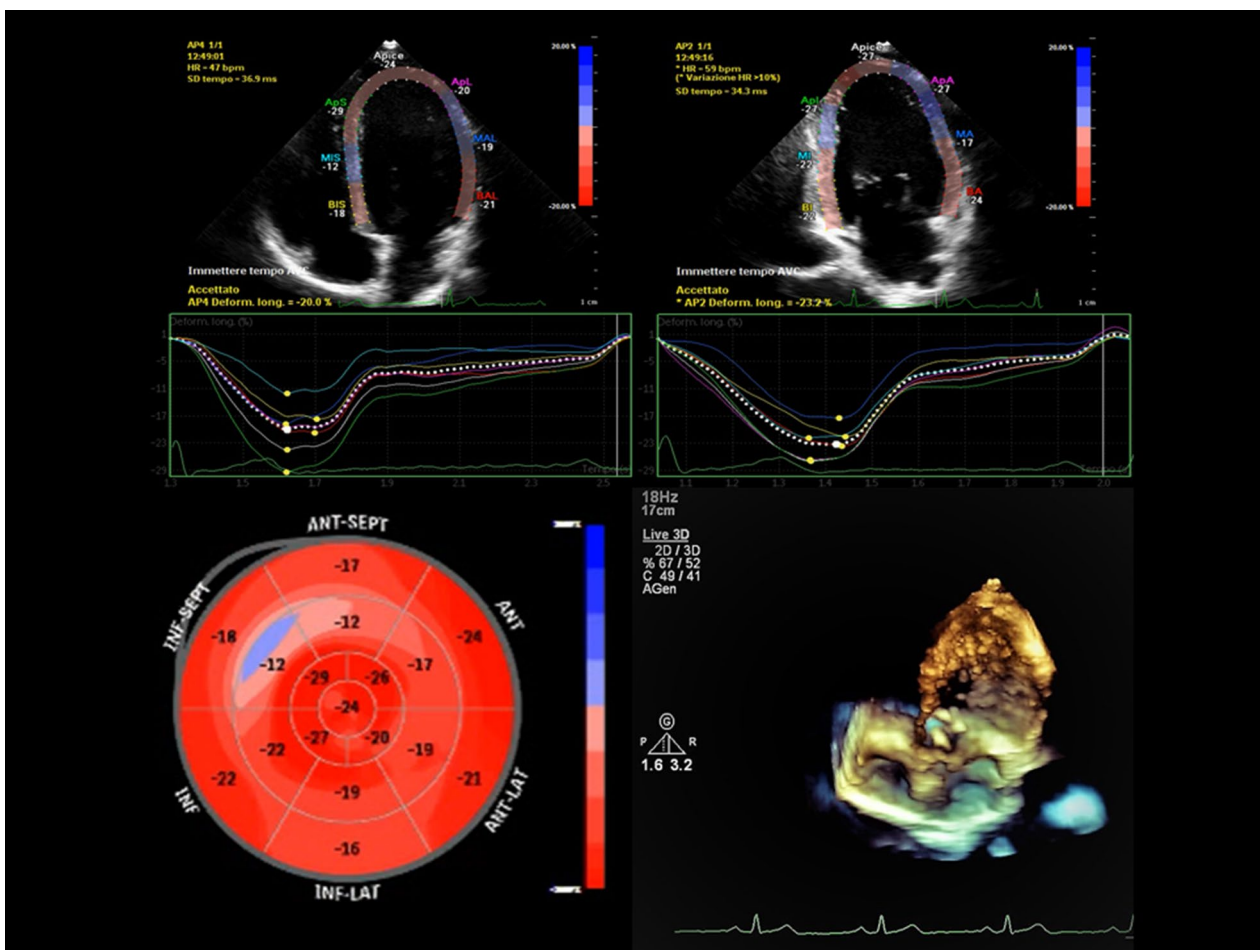 AP4 1/1
12:49:01
HR = 47 bpm
SD tempo = 36.9 ms
Apice
-24
ApL
-20
ApS
-29
MAL
-19
MIS
-12
BAL
-21
BIS
-18
20.00 %
-20.00 %
Immettere tempo AVC
Accettato
AP4 Deform. long. = -20.0 %
1 cm
AP2 1/1
12:49:16
* HR = 59 bpm
(* Variazione HR >10%)
SD tempo = 34.3 ms
Apice
-27
ApA
-27
ApI
-27
MA
-17
MI
-22
BA
-24
BI
20.00 %
-20.00 %
Immettere tempo AVC
Accettato
* AP2 Deform. long. = -23.2 %
1 cm
Deform. long. (%)
1
-5
-11
-17
-23
-29
1.3 1.5 1.7 1.9 2.1 2.3 2.5
Deform. long. (%)
1
-5
-11
-17
-23
-29
1.1 1.2 1.3 1.4 1.5 1.6 1.7 1.8 1.9 2.0
ANT-SEPT
ANT
ANT-LAT
INF-LAT
INF
INF-SEPT
-17
-18
-12
-24
-12
-17
-29
-26
-24
-27
-20
-22
-19
-22
-19
-21
-16
18Hz
17cm
Live 3D
2D / 3D
% 67 / 52
C 49 / 41
AGen
G
P R
1.6 3.2